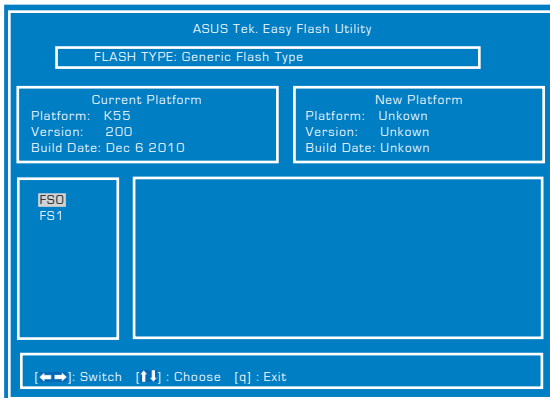 ASUS Tek. Easy Flash Utility
FLASH TYPE: Generic Flash Type
Current Platform
Platform: K55
Version: 200
Build Date: Dec 6 2010
New Platform
Platform: Unkown
Version: Unkown
Build Date: Unkown
FS0
FS1
[←→]: Switch [↑↓] : Choose [q] : Exit